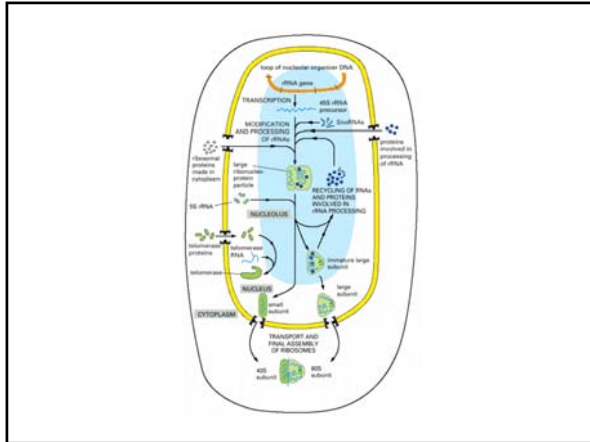 loop of nucleolar organizer DNA
rRNA gene
TRANSCRIPTION
45S rRNA
precursor
MODIFICATION
AND PROCESSING
OF rRNAs
SnoRNAs
proteins
involved in
processing
of rRNA
ribosomal
proteins
made in
cytoplasm
large
ribonucleo-
protein
particle
RECYCLING OF RNAs
AND PROTEINS
INVOLVED IN
rRNA PROCESSING
5S rRNA
NUCLEOLUS
telomerase
proteins
telomerase
RNA
telomerase
immature large
subunit
NUCLEUS
large
subunit
small
subunit
CYTOPLASM
TRANSPORT AND
FINAL ASSEMBLY
OF RIBOSOMES
40S
subunit
60S
subunit